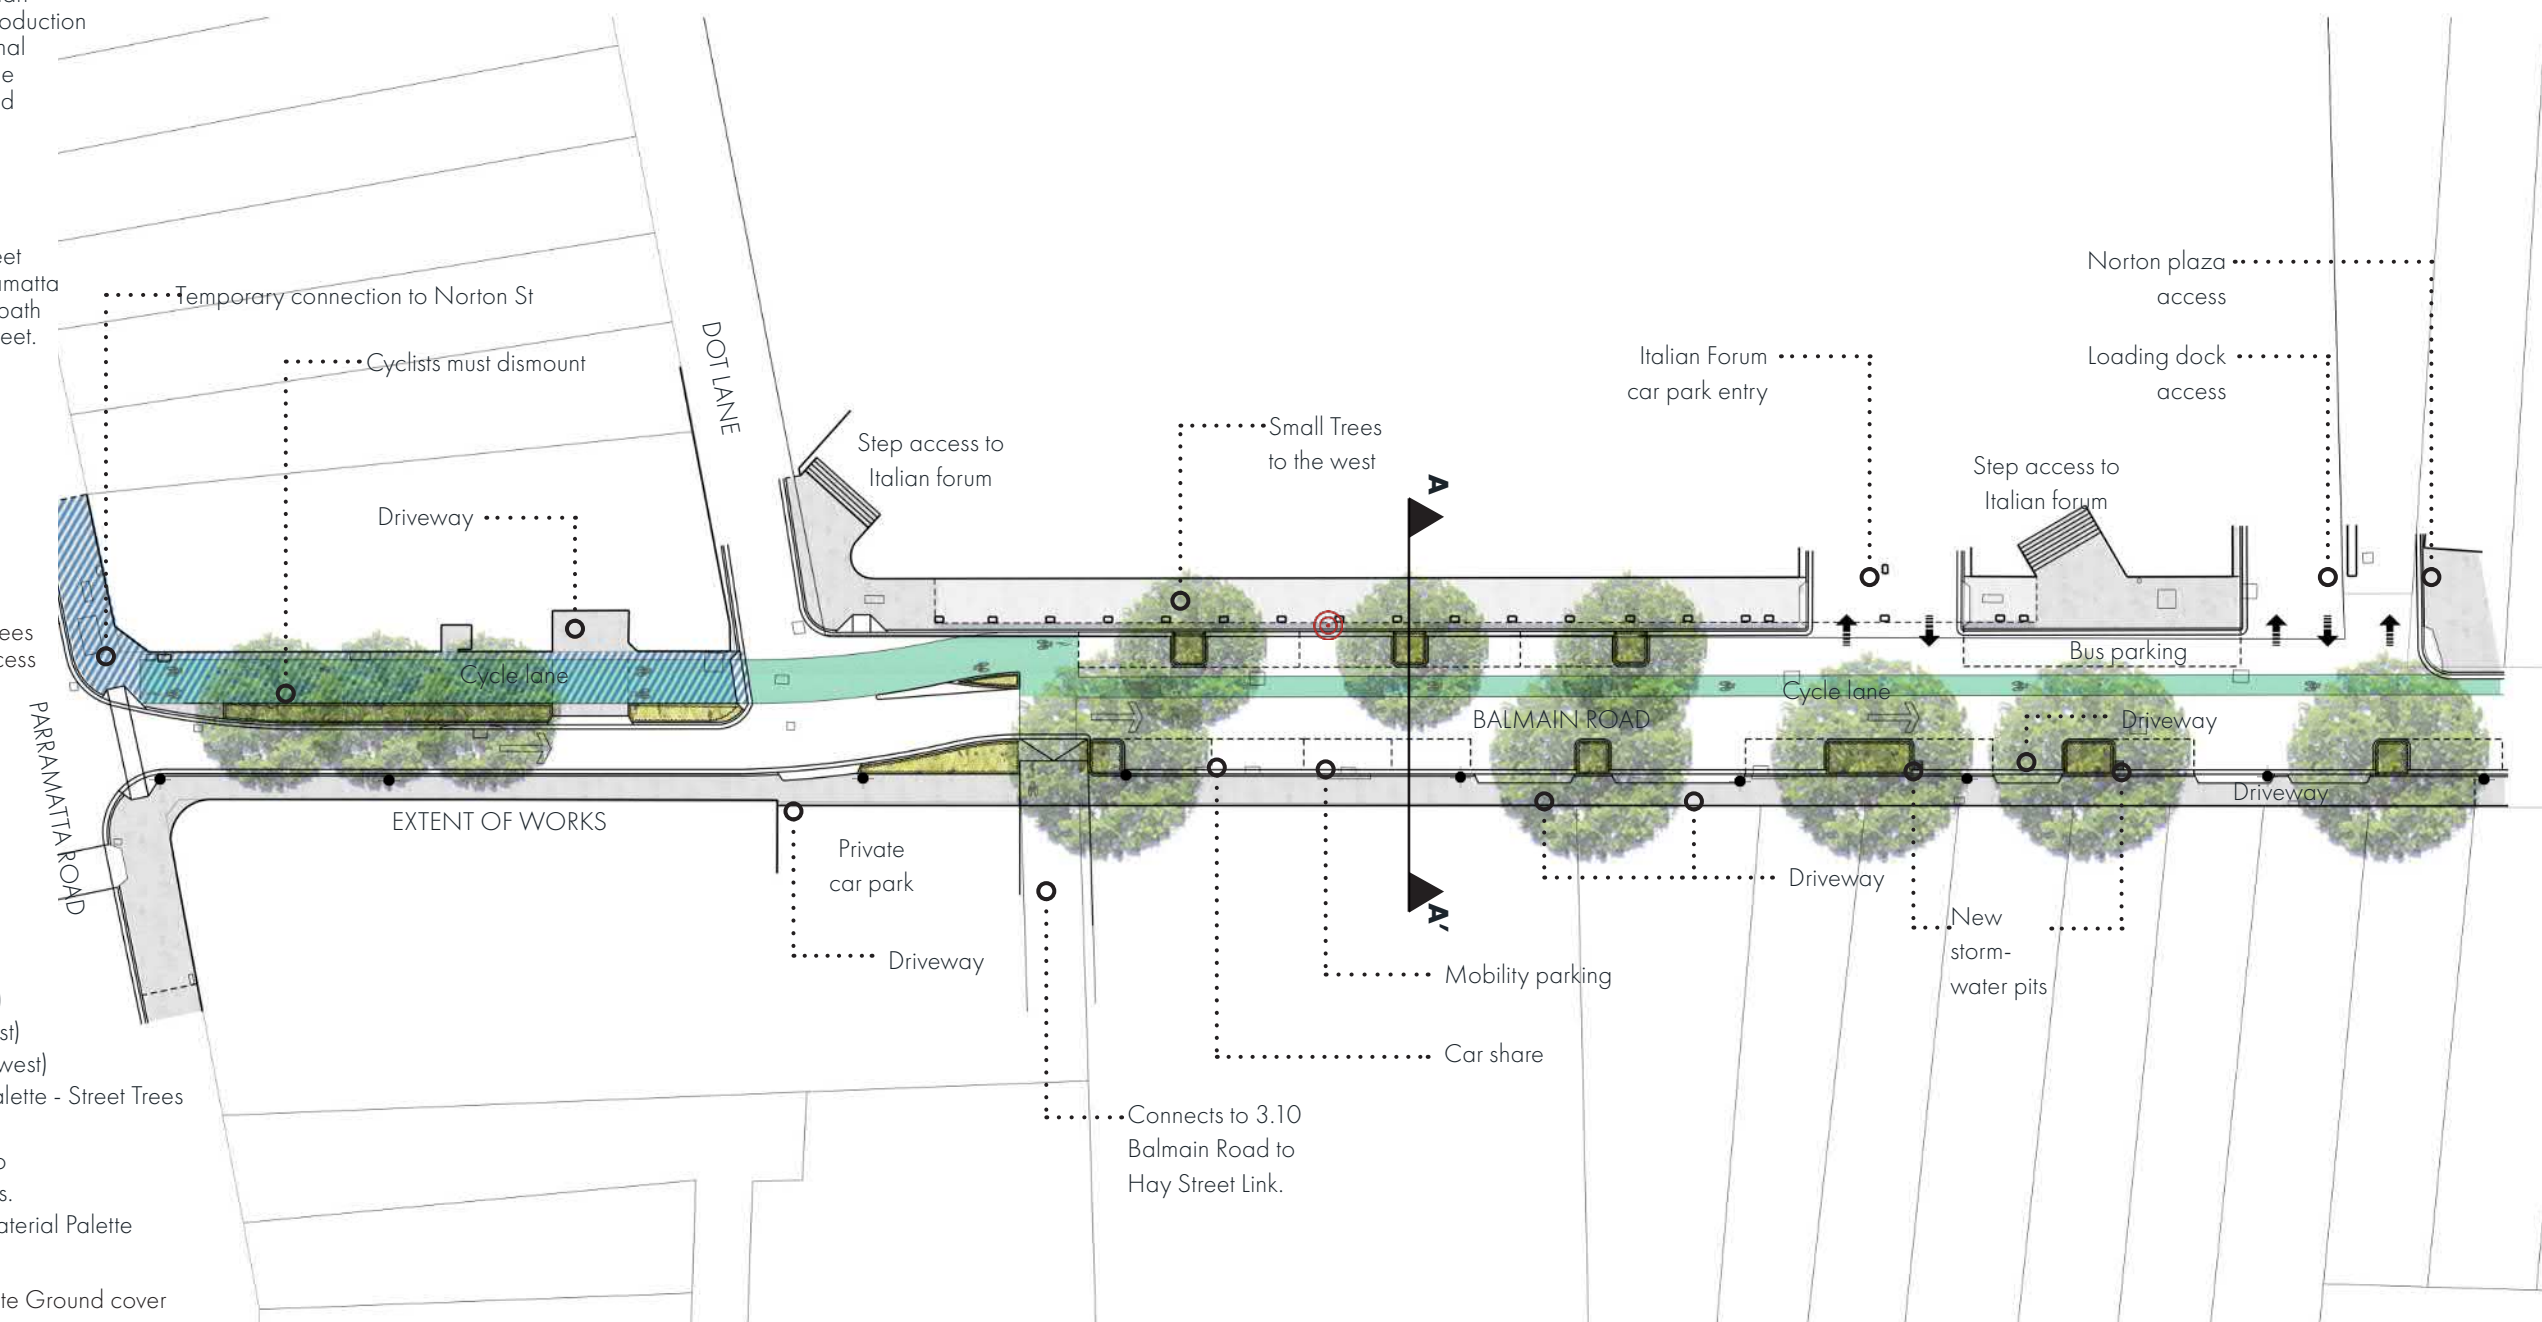 oduction
d
eet
amatta
path
eet.
ees
cess
st)
west)
alette - Street Trees
s.
aterial Palette
te Ground cover
Temporary connection to Norton St
Cyclists must dismount
Driveway
Cycle lane
PARRAMATTA ROAD
EXTENT OF WORKS
DOT LANE
Step access to
Italian forum
Small Trees
to the west
A
A'
Italian Forum
car park entry
Norton plaza
access
Loading dock
access
Step access to
Italian forum
Bus parking
Cycle lane
BALMAIN ROAD
Driveway
Driveway
Driveway
New
storm-
water pits
Private
car park
Driveway
Mobility parking
Car share
Connects to 3.10
Balmain Road to
Hay Street Link.